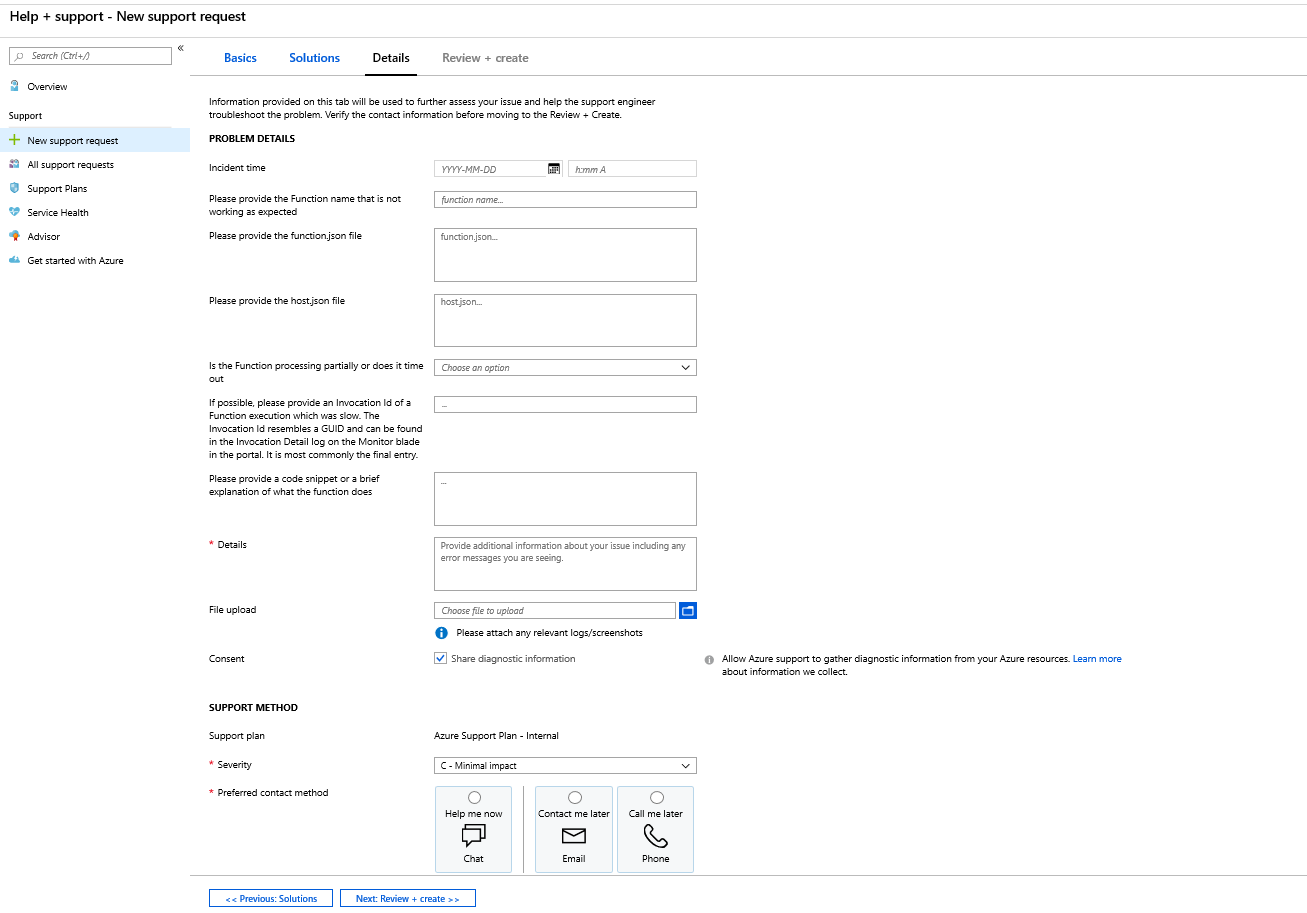 Help + support - New support request
Search (Ctrl+/)
«
Overview
Support
New support request
All support requests
Support Plans
Service Health
Advisor
Get started with Azure
Basics
Solutions
Details
Review + create
Information provided on this tab will be used to further assess your issue and help the support engineer
troubleshoot the problem. Verify the contact information before moving to the Review + Create.
PROBLEM DETAILS
Incident time
YYYY-MM-DD
h:mm A
Please provide the Function name that is not
working as expected
function name...
Please provide the function.json file
function.json...
Please provide the host.json file
host.json...
Is the Function processing partially or does it time
out
Choose an option
If possible, please provide an Invocation Id of a
Function execution which was slow. The
Invocation Id resembles a GUID and can be found
in the Invocation Detail log on the Monitor blade
in the portal. It is most commonly the final entry.
...
Please provide a code snippet or a brief
explanation of what the function does
...
* Details
Provide additional information about your issue including any
error messages you are seeing.
File upload
Choose file to upload
Please attach any relevant logs/screenshots
Consent
Share diagnostic information
Allow Azure support to gather diagnostic information from your Azure resources. Learn more
about information we collect.
SUPPORT METHOD
Support plan
Azure Support Plan - Internal
* Severity
C - Minimal impact
* Preferred contact method
Help me now
Chat
Contact me later
Email
Call me later
Phone
<< Previous: Solutions
Next: Review + create >>